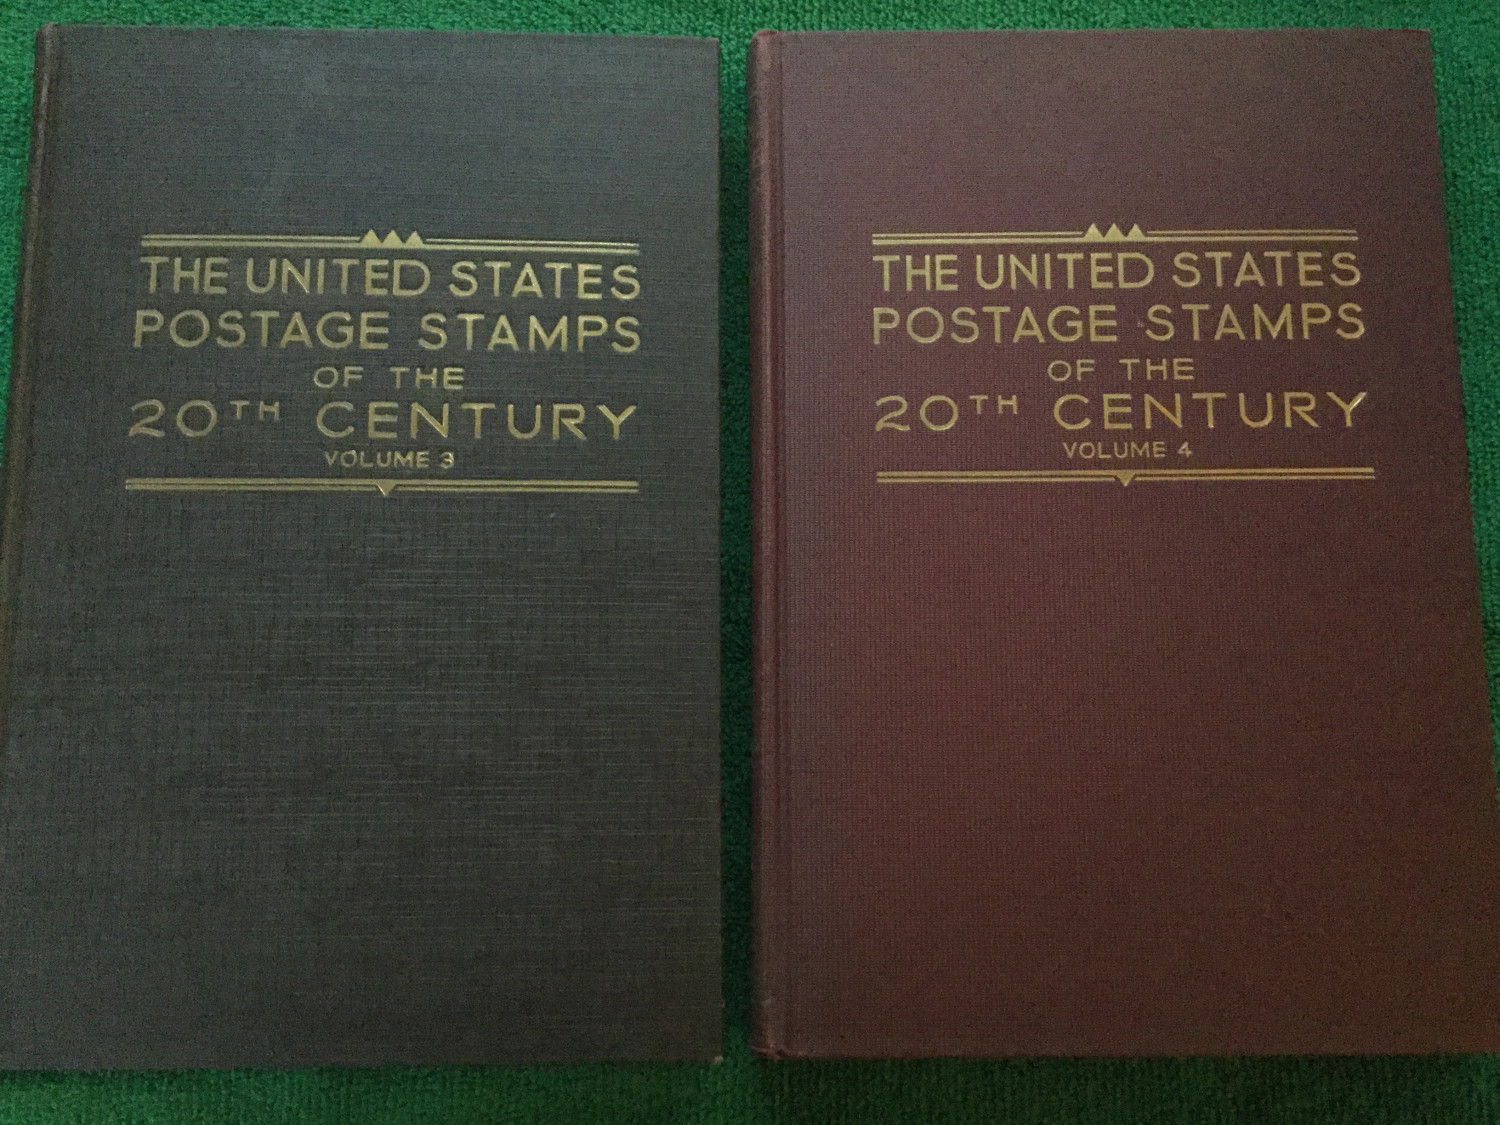 THE UNITED STATES
POSTAGE STAMPS
OF THE
20TH CENTURY
VOLUME 3
THE UNITED STATES
POSTAGE STAMPS
OF THE
20TH CENTURY
VOLUME 4